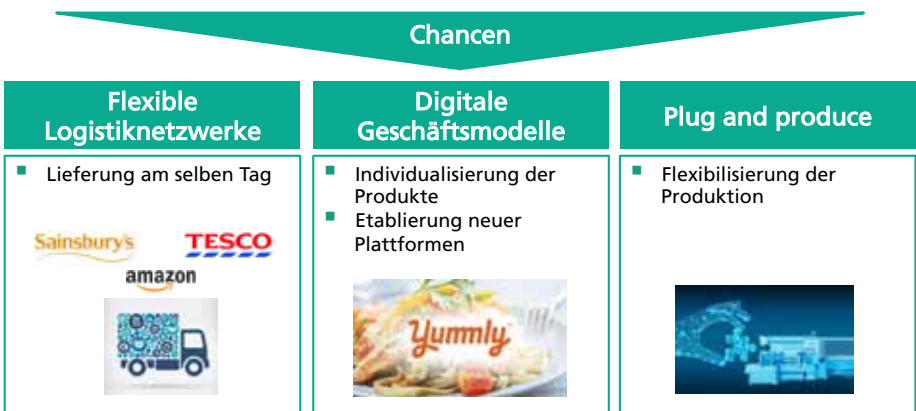 Chancen
Flexible
Logistiknetzwerke
Lieferung am selben Tag
Sainsbury's
TESCO
amazon
Digitale
Geschäftsmodelle
Individualisierung der
Produkte
Etablierung neuer
Plattformen
Yummly
Plug and produce
Flexibilisierung der
Produktion